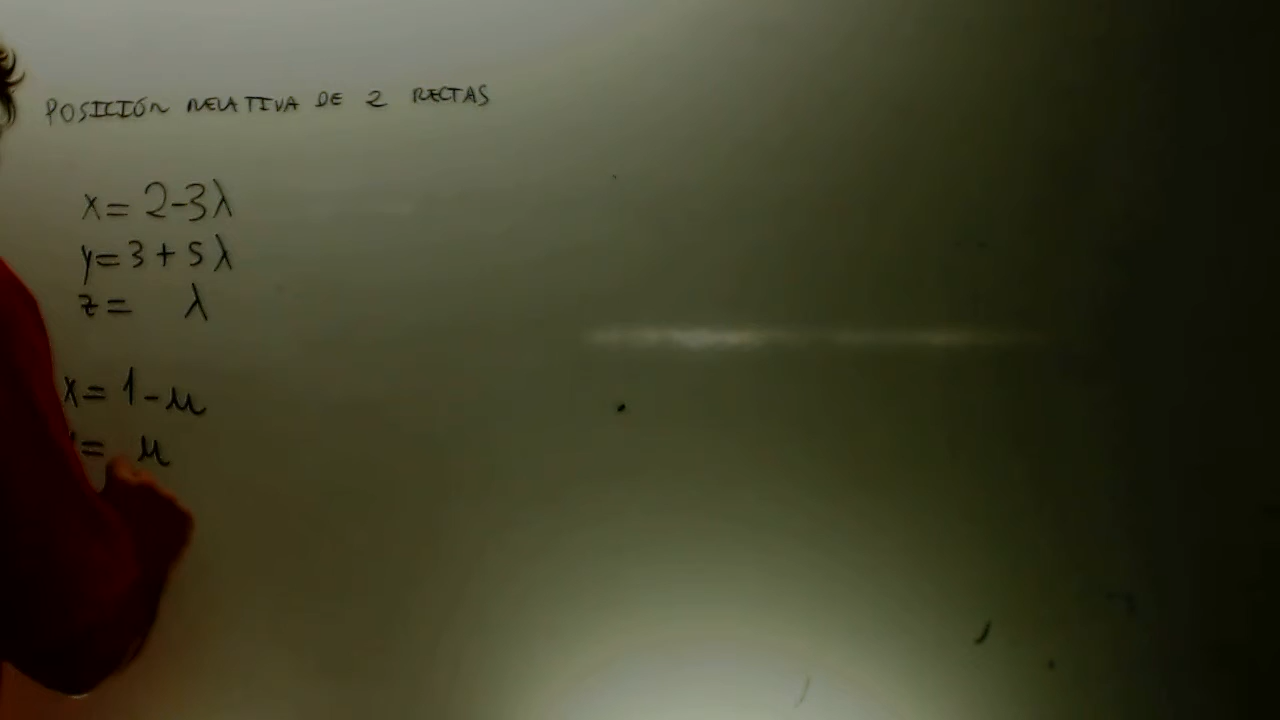 POSICIÓN RELATIVA DE 2 RECTAS
x = 2-3λ
y = 3 + 5λ
z = λ
x = 1 - μ
= μ